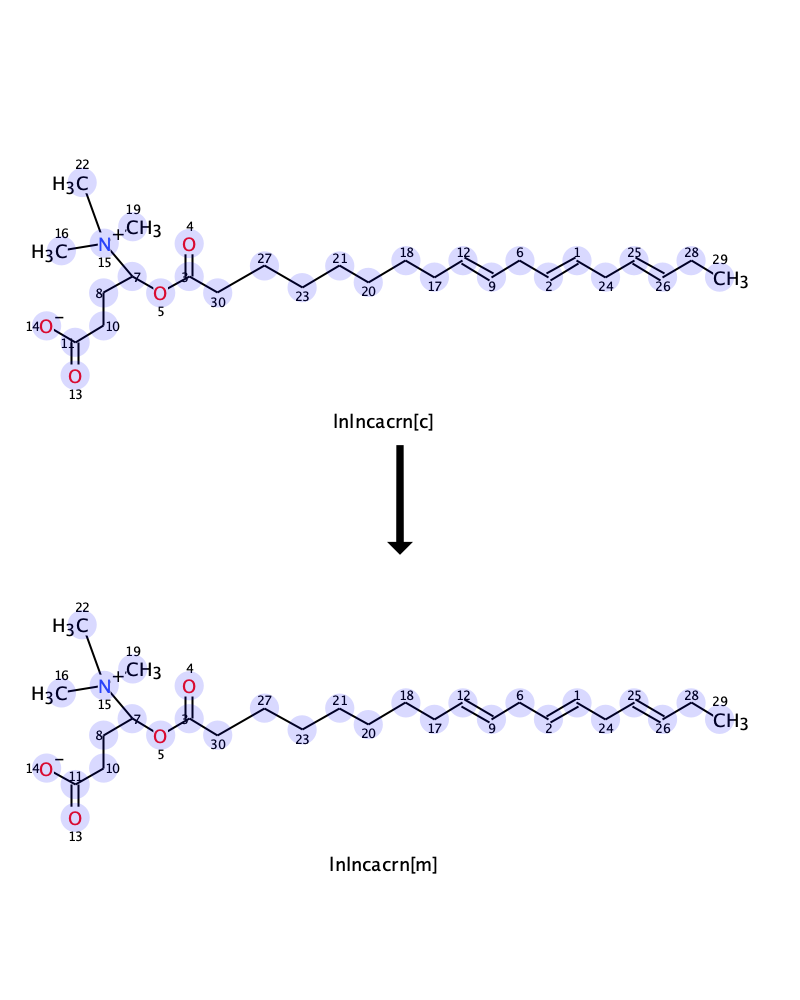 22
H3C
19
4
+ CH3
16
N
O
H3C
15
27 21 18 12 6 1 25 28 29
7 3
CH3
8
O
30 23 20 17 9 2 24 26
5
14 O − 10
11
O
13
lnlncacrn[c]
22
H3C
19
4
+ CH3
16
N
O
H3C
15
27 21 18 12 6 1 25 28 29
7 3
CH3
8
O
30 23 20 17 9 2 24 26
5
14 O − 10
11
O
13
lnlncacrn[m]